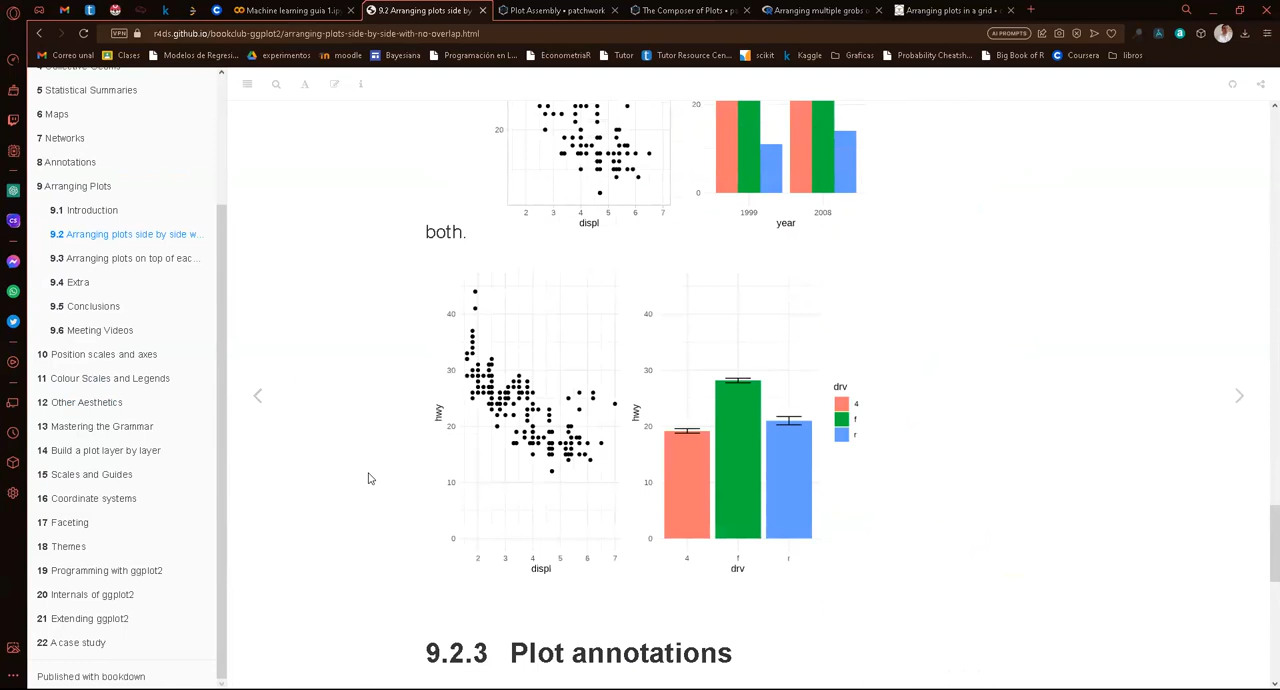 Machine learning guia 1.ipy
9.2 Arranging plots side by
Plot Assembly • patchwork
The Composer of Plots • p
Arranging multiple grobs o
Arranging plots in a grid •
VPN
r4ds.github.io/bookclub-ggplot2/arranging-plots-side-by-side-with-no-overlap.html
AI PROMPTS
Correo unal
Clases
Modelos de Regresi...
experimentos
moodle
Bayesiana
Programación en L...
EconometriaR
Tutor
Tutor Resource Cen...
scikit
Kaggle
Graficas
Probability Cheatsh...
Big Book of R
Coursera
libros
5 Statistical Summaries
6 Maps
7 Networks
8 Annotations
9 Arranging Plots
9.1 Introduction
9.2 Arranging plots side by side w...
9.3 Arranging plots on top of eac...
9.4 Extra
9.5 Conclusions
9.6 Meeting Videos
10 Position scales and axes
11 Colour Scales and Legends
12 Other Aesthetics
13 Mastering the Grammar
14 Build a plot layer by layer
15 Scales and Guides
16 Coordinate systems
17 Faceting
18 Themes
19 Programming with ggplot2
20 Internals of ggplot2
21 Extending ggplot2
22 A case study
Published with bookdown
20
2 3 4 5 6 7
displ
20
0
1999 2008
year
both.
hwy
40
30
20
10
0
2 3 4 5 6 7
displ
hwy
40
30
20
10
0
4 f r
drv
drv
4
f
r
9.2.3 Plot annotations